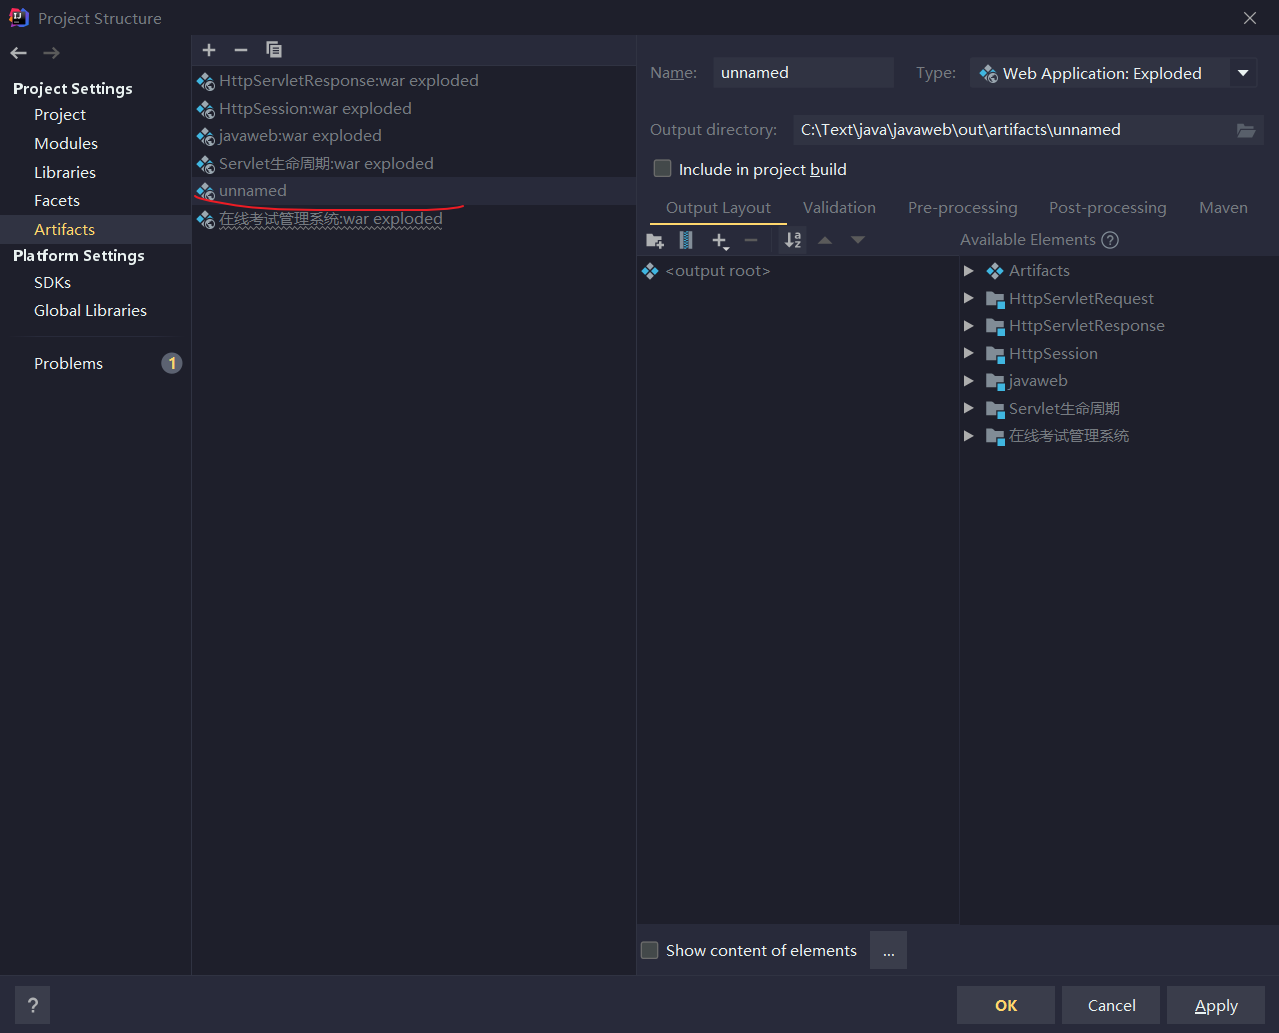 Project Structure
Project Settings
Project
Modules
Libraries
Facets
Artifacts
Platform Settings
SDKs
Global Libraries
Problems 1
HttpServletResponse:war exploded
HttpSession:war exploded
javaweb:war exploded
Servlet生命周期:war exploded
unnamed
在线考试管理系统:war exploded
Name: unnamed Type: Web Application: Exploded
Output directory: C:\Text\java\javaweb\out\artifacts\unnamed
Include in project build
Output Layout Validation Pre-processing Post-processing Maven
Available Elements ?
<output root>
Artifacts
HttpServletRequest
HttpServletResponse
HttpSession
javaweb
Servlet生命周期
在线考试管理系统
Show content of elements ...
? OK Cancel Apply